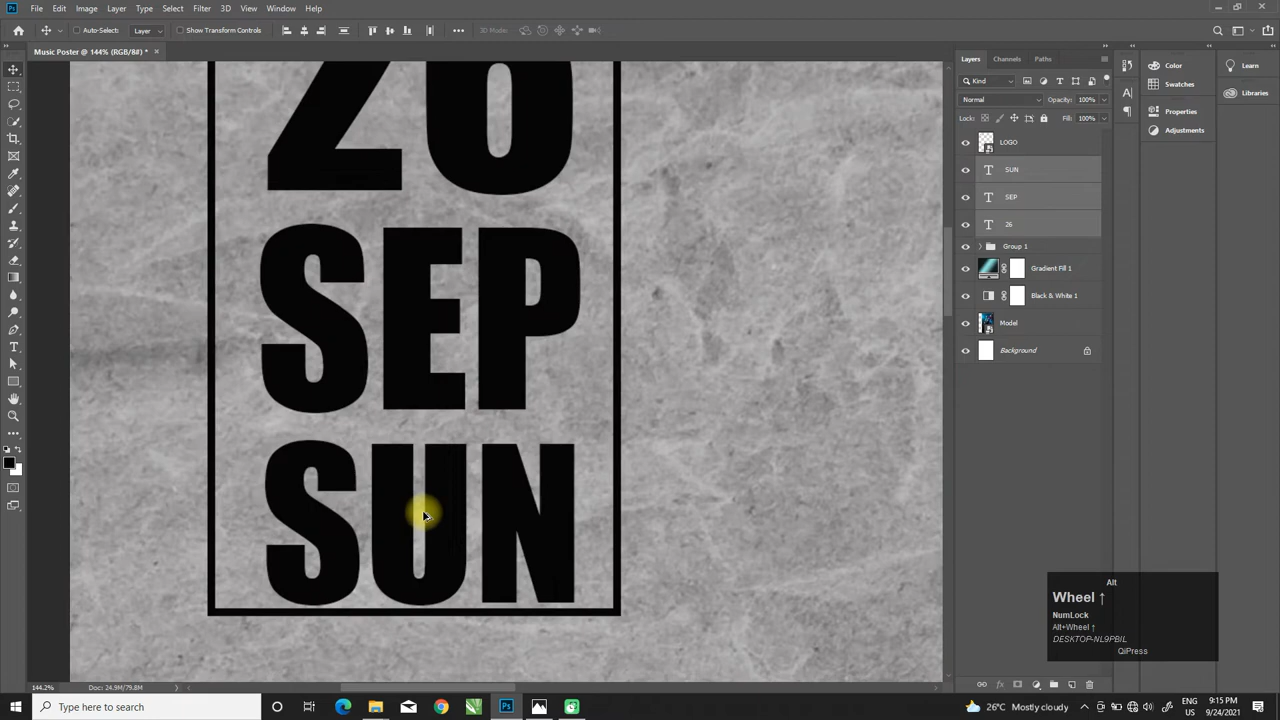 Ps File Edit Image Layer Type Select Filter 3D View Window Help
Auto-Select: Layer Show Transform Controls 3D Mode:
Music Poster @ 144% (RGB/8#) *
26
SEP
SUN
Layers Channels Paths
Kind
Normal Opacity: 100%
Lock: Fill: 100%
LOGO
T SUN
T SEP
T 26
Group 1
Gradient Fill 1
Black & White 1
Model
Background
Color
Swatches
Properties
Adjustments
Learn
Libraries
Alt
Wheel ↑
NumLock
Alt+Wheel ↑
DESKTOP-NL9PBIL
QiPress
144.2% Doc: 24.9M/79.8M
Type here to search
26°C Mostly cloudy
ENG
US
9:15 PM
9/24/2021